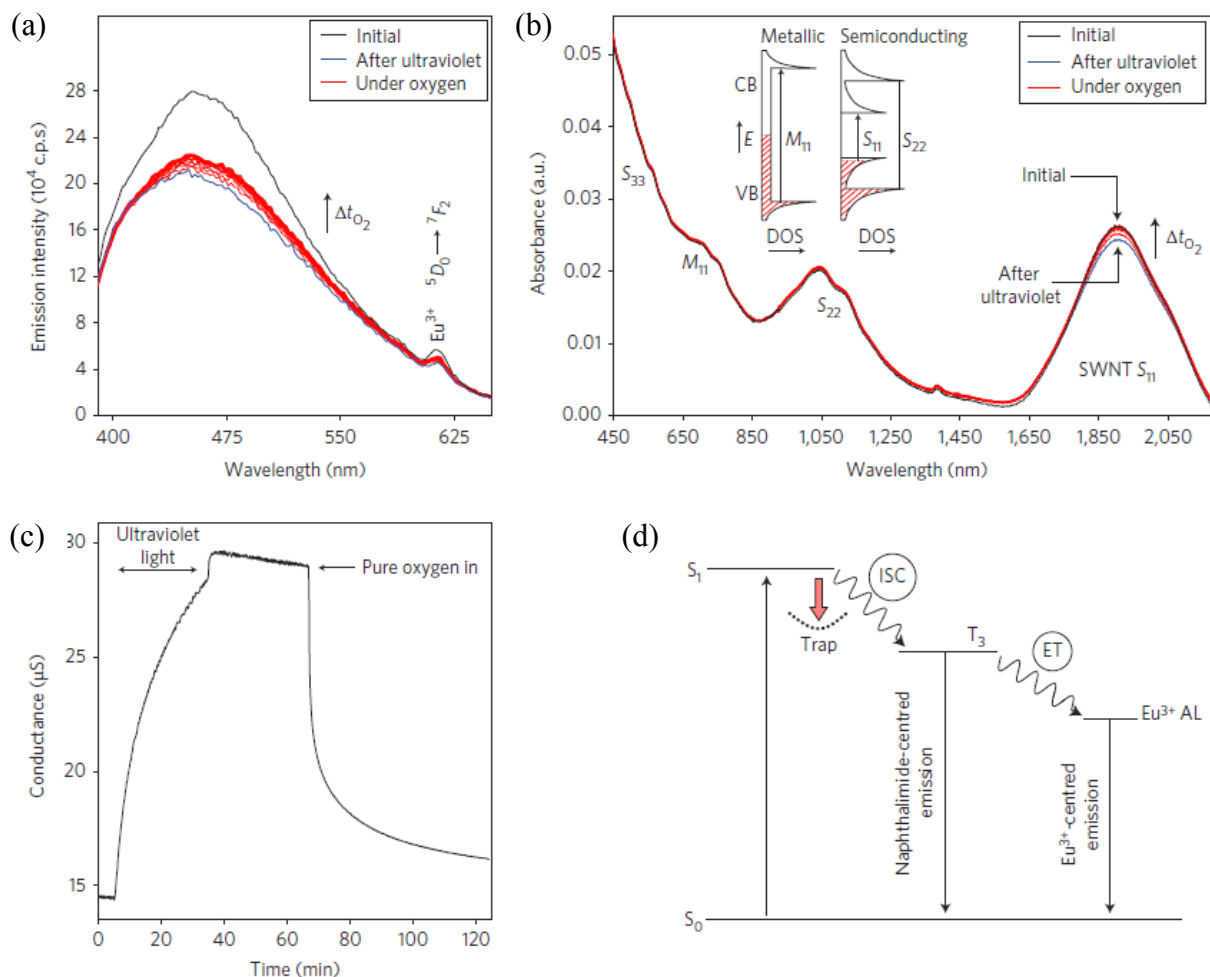 (a)
Initial
After ultraviolet
Under oxygen
28
24
20
16
12
8
4
0
Emission intensity (10⁴ c.p.s.)
Δt_O₂
Eu³⁺ ⁵D₀ → ⁷F₂
400
475
550
625
Wavelength (nm)
(b)
Metallic
Semiconducting
CB
E
VB
M₁₁
S₁₁
S₂₂
DOS
DOS
Initial
After ultraviolet
Under oxygen
0.05
0.04
0.03
0.02
0.01
0.00
Absorbance (a.u.)
S₃₃
M₁₁
S₂₂
Initial
After
ultraviolet
Δt_O₂
SWNT S₁₁
450
650
850
1,050
1,250
1,450
1,650
1,850
2,050
Wavelength (nm)
(c)
Ultraviolet
light
Pure oxygen in
30
25
20
15
Conductance (μS)
0
20
40
60
80
100
120
Time (min)
(d)
S₁
ISC
Trap
T₃
ET
Eu³⁺ AL
Naphthalimide-centred
emission
Eu³⁺-centred
emission
S₀